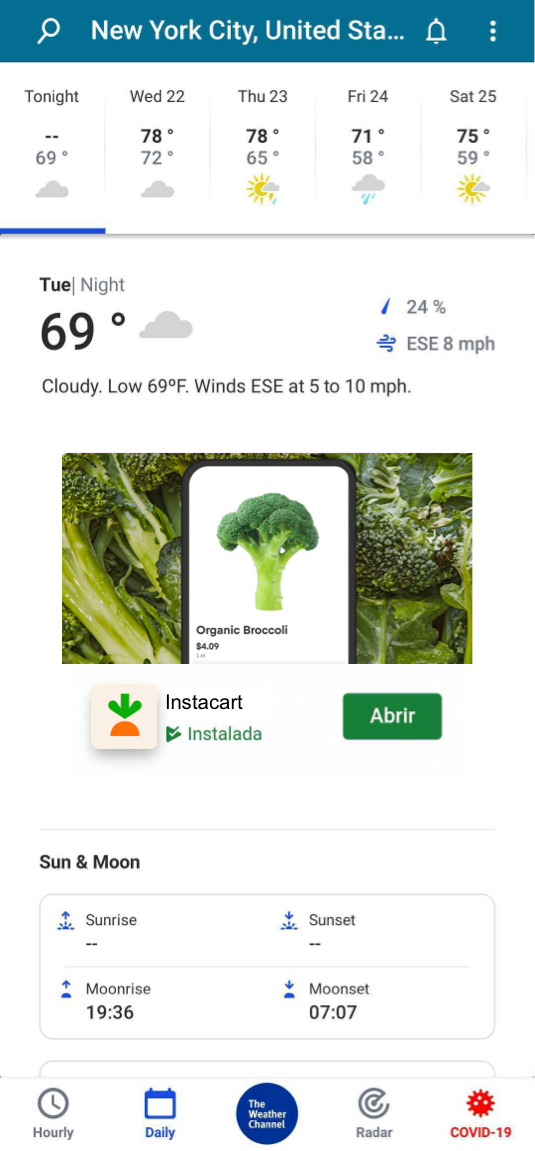 New York City, United Sta...
Tonight
Wed 22
Thu 23
Fri 24
Sat 25
--
78 °
78 °
71 °
75 °
69 °
72 °
65 °
58 °
59 °
Tue| Night
69 °
24 %
ESE 8 mph
Cloudy. Low 69ºF. Winds ESE at 5 to 10 mph.
Organic Broccoli
$4.09
Instacart
Instalada
Abrir
Sun & Moon
Sunrise
--
Sunset
--
Moonrise
19:36
Moonset
07:07
Hourly
Daily
The
Weather
Channel
Radar
COVID-19